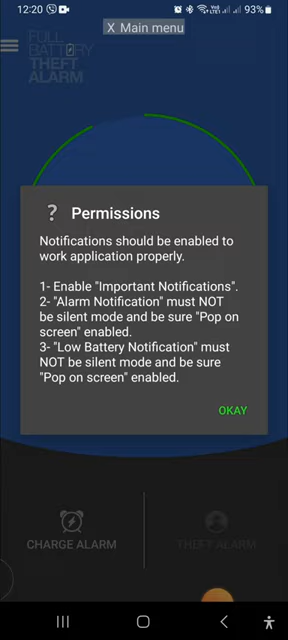 12:20
93%
X Main menu
FULL
BATTERY
THEFT
ALARM
? Permissions
Notifications should be enabled to
work application properly.
1- Enable "Important Notifications".
2- "Alarm Notification" must NOT
be silent mode and be sure "Pop on
screen" enabled.
3- "Low Battery Notification" must
NOT be silent mode and be sure
"Pop on screen" enabled.
OKAY
CHARGE ALARM
THEFT ALARM